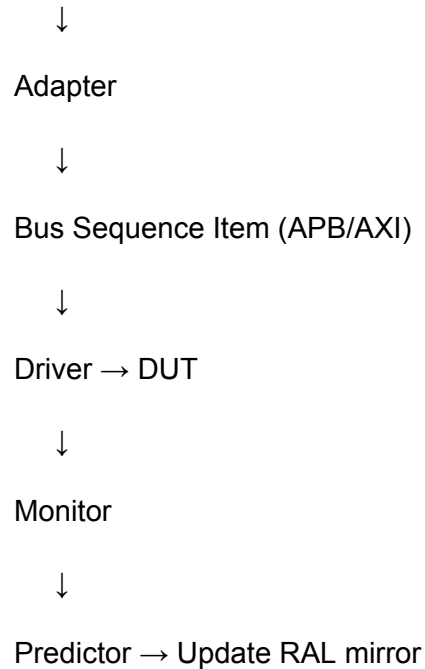 ↓
Adapter
↓
Bus Sequence Item (APB/AXI)
↓
Driver → DUT
↓
Monitor
↓
Predictor → Update RAL mirror